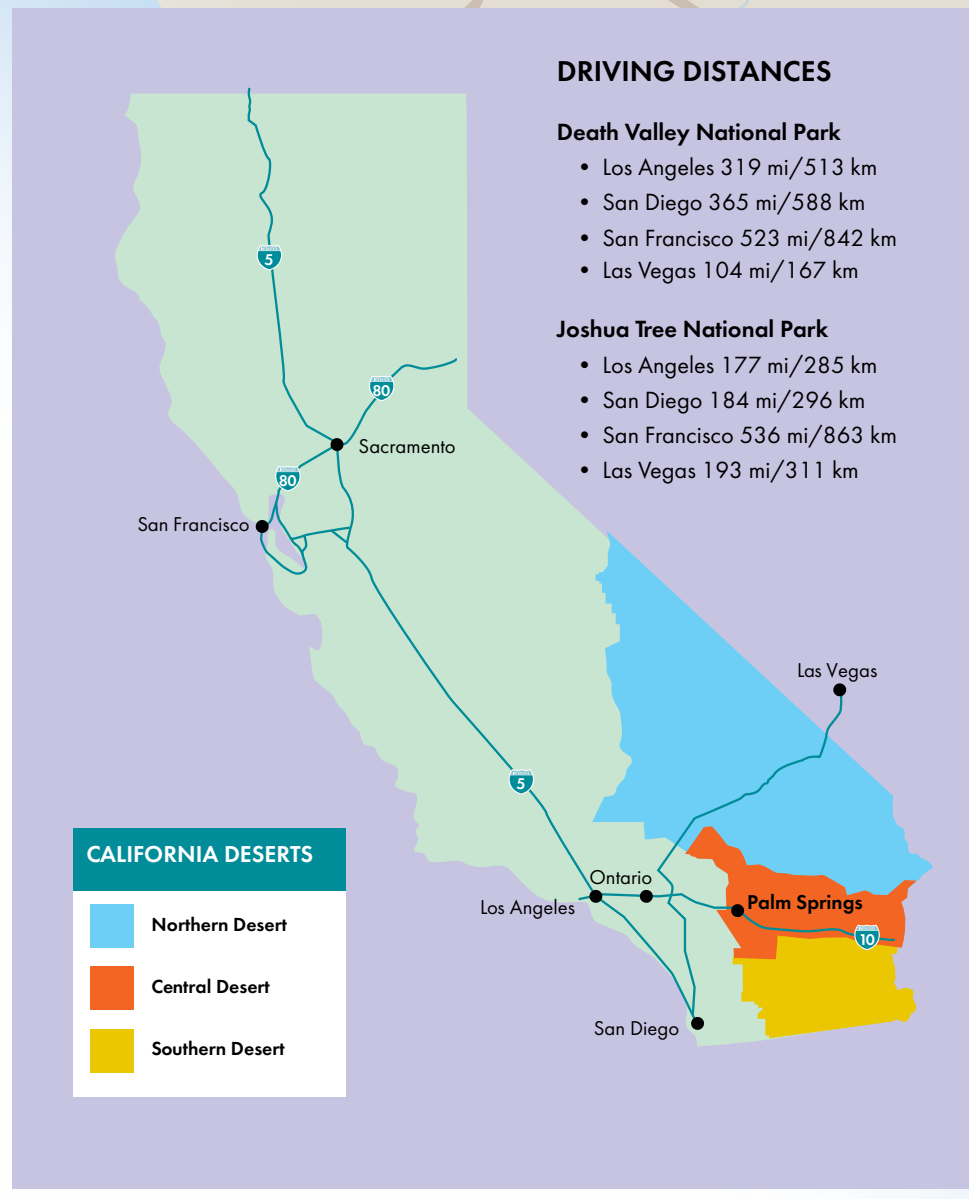 DRIVING DISTANCES
Death Valley National Park
• Los Angeles 319 mi/513 km
• San Diego 365 mi/588 km
• San Francisco 523 mi/842 km
• Las Vegas 104 mi/167 km
Joshua Tree National Park
• Los Angeles 177 mi/285 km
• San Diego 184 mi/296 km
• San Francisco 536 mi/863 km
• Las Vegas 193 mi/311 km
5
80
Sacramento
80
San Francisco
Las Vegas
5
Ontario
Los Angeles
Palm Springs
10
San Diego
CALIFORNIA DESERTS
Northern Desert
Central Desert
Southern Desert